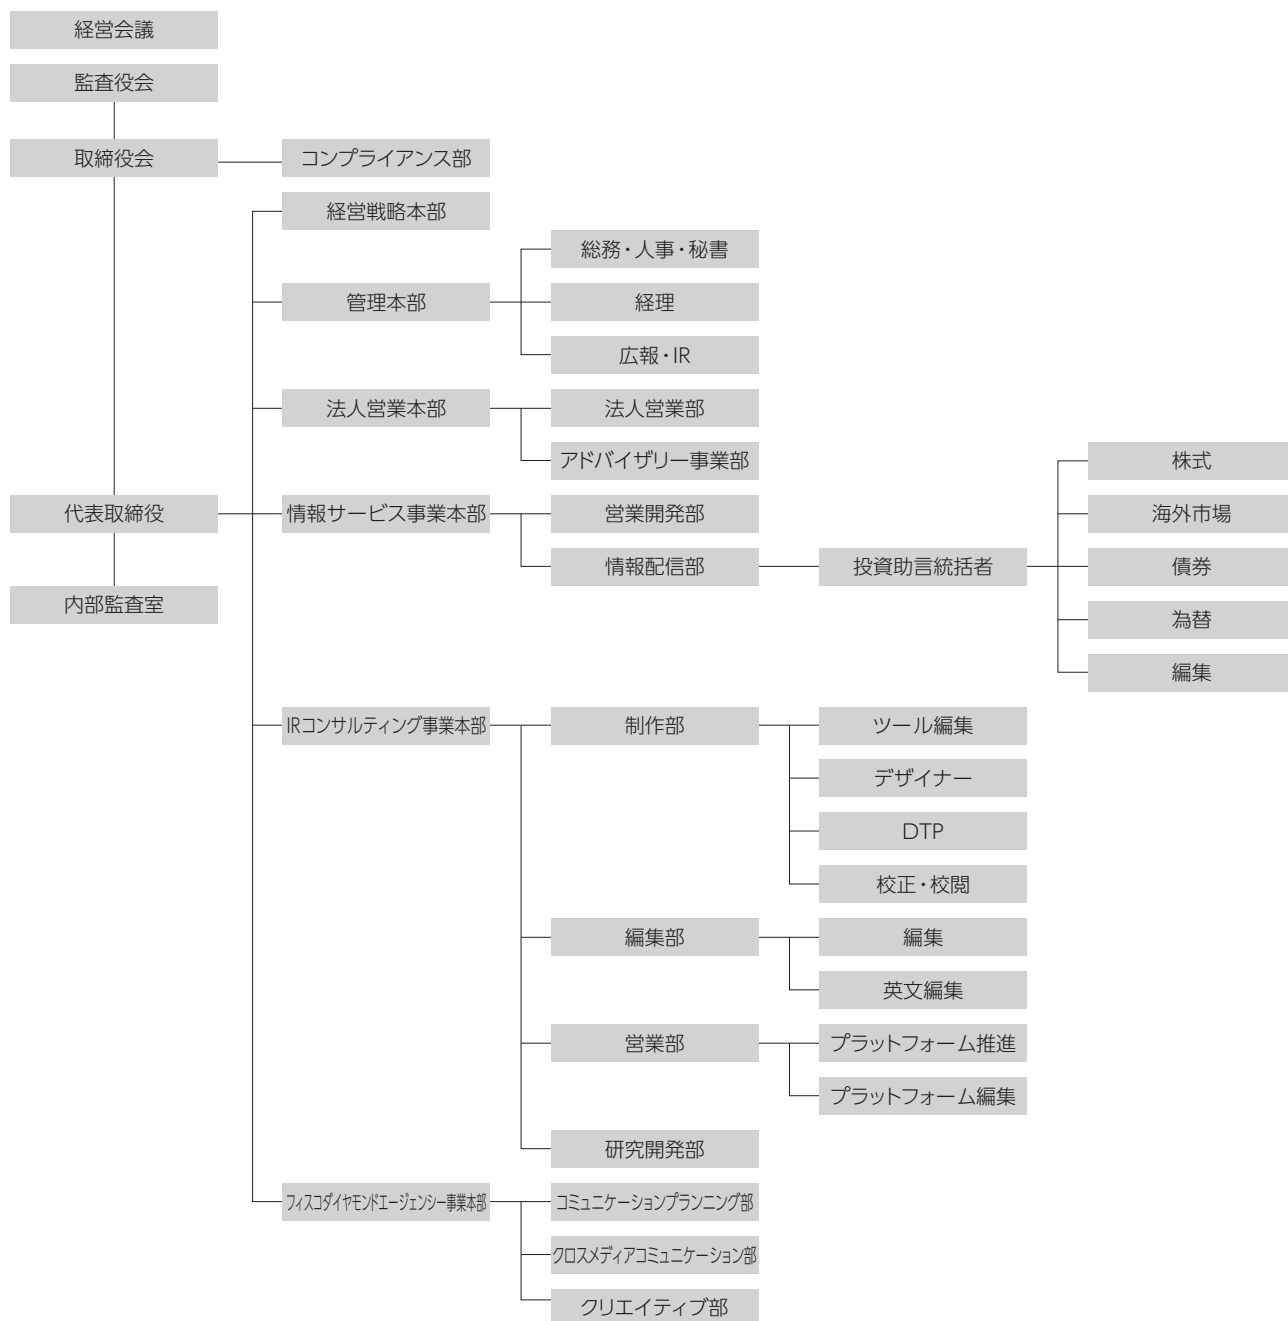 経営会議
監査役会
取締役会
コンプライアンス部
経営戦略本部
総務・人事・秘書
管理本部
経理
広報・IR
法人営業本部
法人営業部
アドバイザリー事業部
株式
代表取締役
情報サービス事業本部
営業開発部
海外市場
情報配信部
投資助言統括者
債券
内部監査室
為替
編集
IRコンサルティング事業本部
制作部
ツール編集
デザイナー
DTP
校正・校閲
編集部
編集
英文編集
営業部
プラットフォーム推進
プラットフォーム編集
研究開発部
フィスコダイヤモンドエージェンシー事業本部
コミュニケーションプランニング部
クロスメディアコミュニケーション部
クリエイティブ部